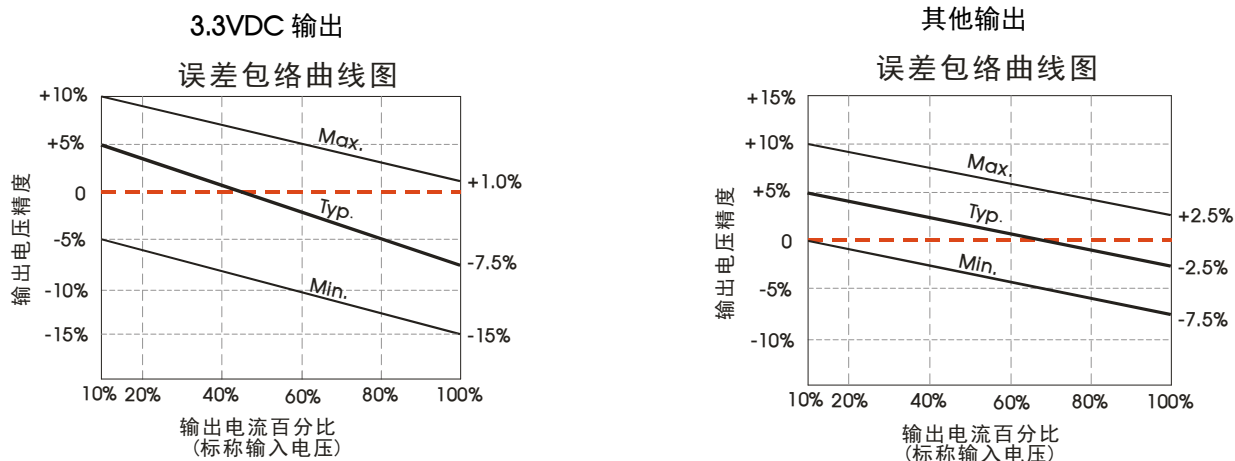 3.3VDC 输出
误差包络曲线图
+10%
+5%
0
-5%
-10%
-15%
输出电压精度
Max.
Typ.
Min.
+1.0%
-7.5%
-15%
10% 20% 40% 60% 80% 100%
输出电流百分比
(标称输入电压)
其他输出
误差包络曲线图
+15%
+10%
+5%
0
-5%
-10%
输出电压精度
Max.
Typ.
Min.
+2.5%
-2.5%
-7.5%
10% 20% 40% 60% 80% 100%
输出电流百分比
(标称输入电压)